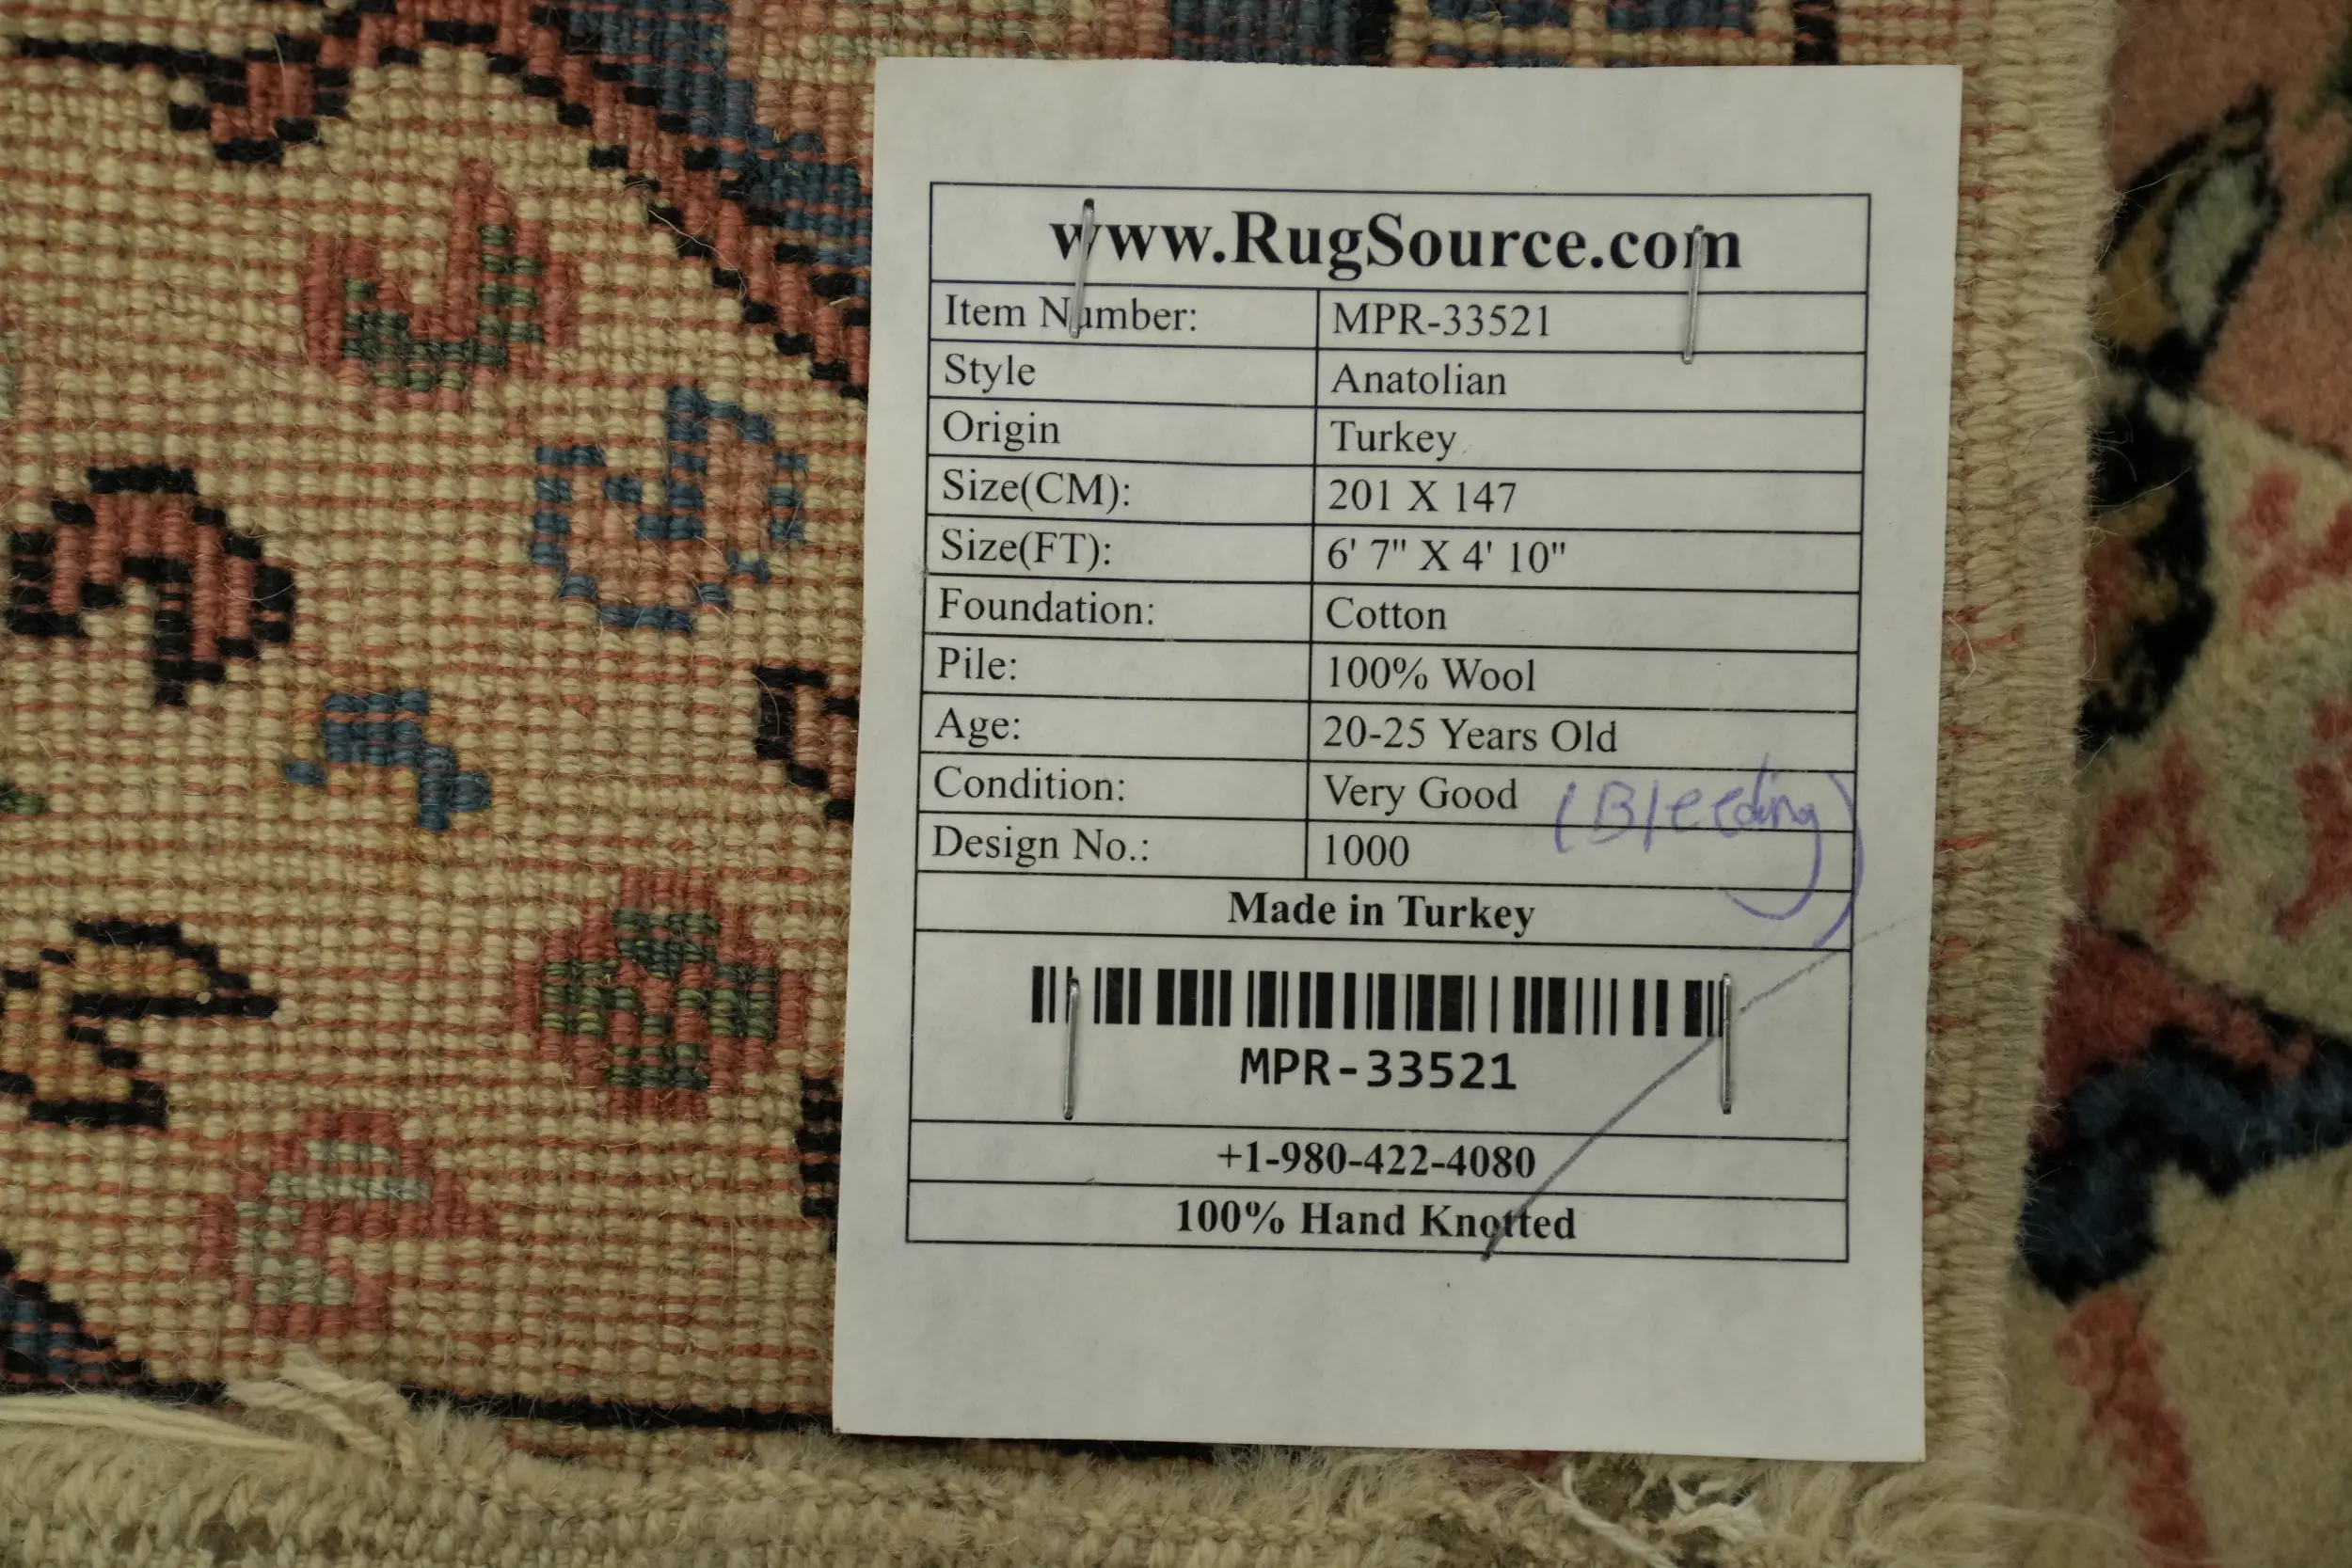 www.RugSource.com
Item Number: MPR-33521
Style Anatolian
Origin Turkey
Size(CM): 201 X 147
Size(FT): 6' 7" X 4' 10"
Foundation: Cotton
Pile: 100% Wool
Age: 20-25 Years Old
Condition: Very Good (Bleeding)
Design No.: 1000
Made in Turkey
MPR-33521
+1-980-422-4080
100% Hand Knotted